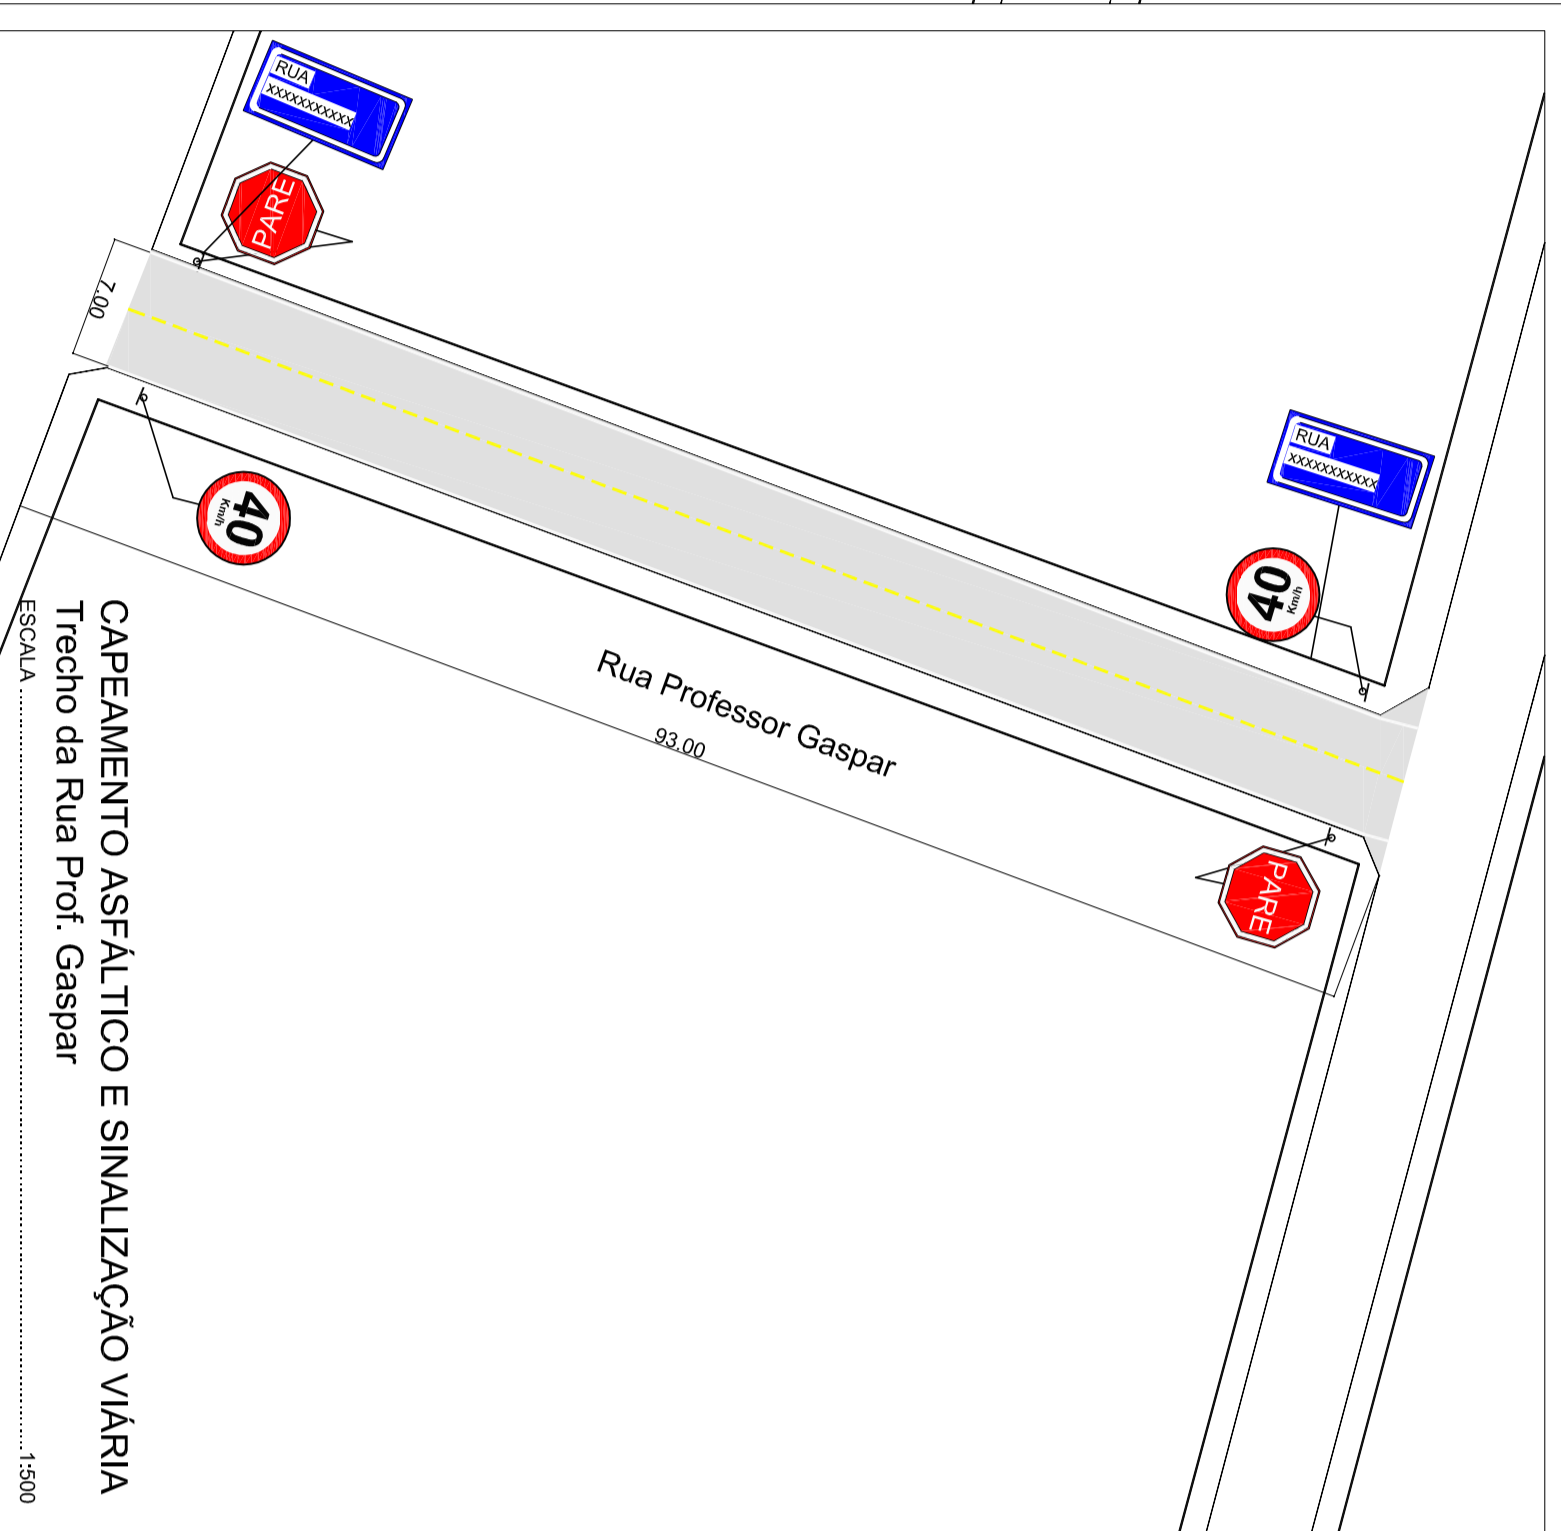 RUA
xxxxxxxxxxx
PARE
7.00
40
Km/h
RUA
xxxxxxxxxxx
40
Km/h
Rua Professor Gaspar
93.00
PARE
CAPEAMENTO ASFÁLTICO E SINALIZAÇÃO VIÁRIA
Trecho da Rua Prof. Gaspar
ESCALA 1:500